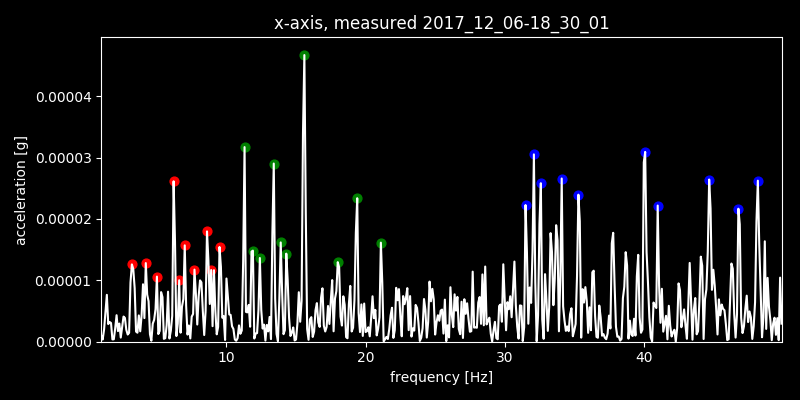 x-axis, measured 2017_12_06-18_30_01
acceleration [g]
0.00004
0.00003
0.00002
0.00001
0.00000
10 20 30 40
frequency [Hz]